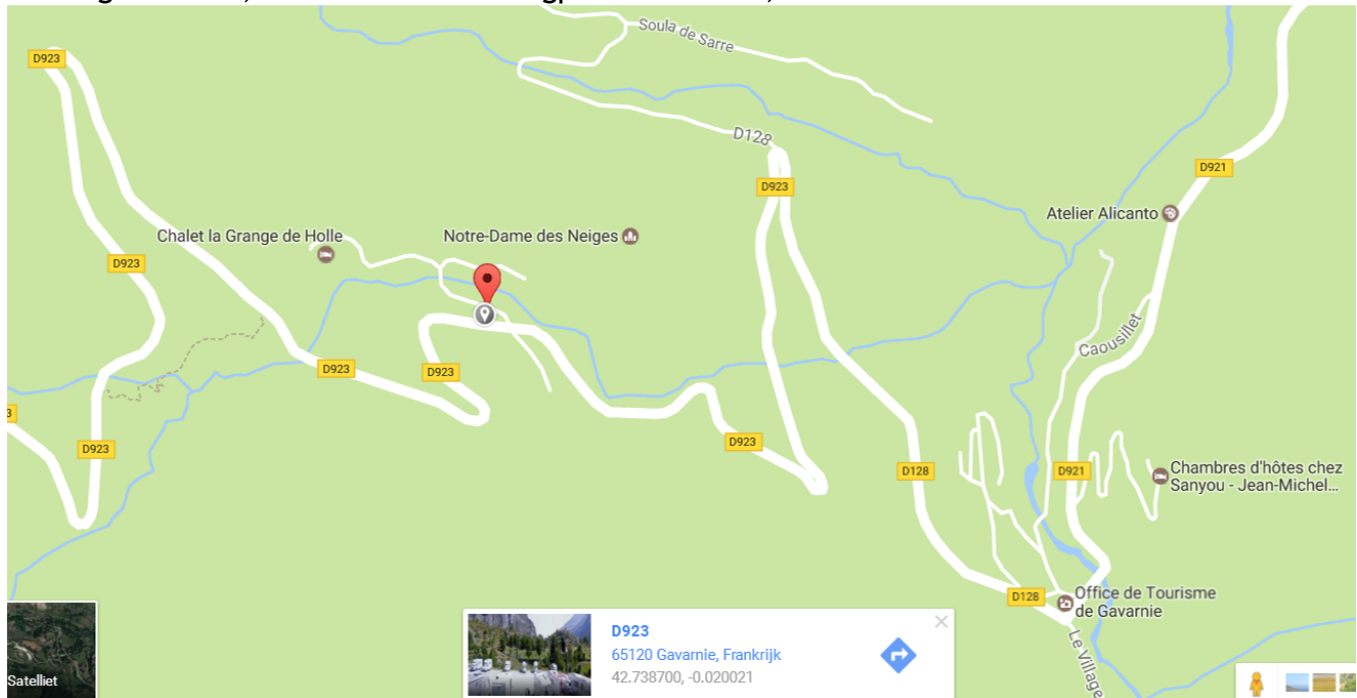 Soula de Sarre
D923
D128
D921
D923
Atelier Alicanto
Chalet la Grange de Holle
Notre-Dame des Neiges
D923
Caousillet
D923
D923
D923
D923
D128
D921
Chambres d'hôtes chez
Sanyou - Jean-Michel...
D128
Office de Tourisme
de Gavarnie
Le Village
D923
65120 Gavarnie, Frankrijk
42.738700, -0.020021
Satelliet